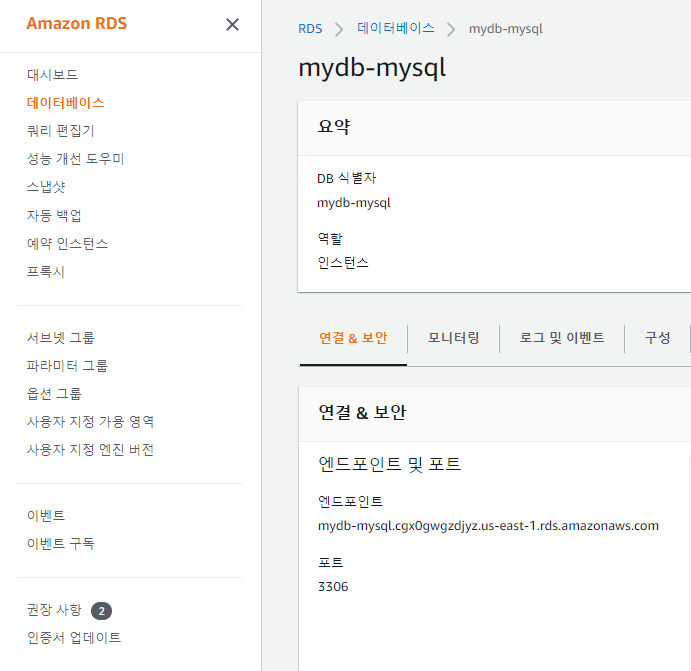 Amazon RDS
대시보드
데이터베이스
쿼리 편집기
성능 개선 도우미
스냅샷
자동 백업
예약 인스턴스
프록시
서브넷 그룹
파라미터 그룹
옵션 그룹
사용자 지정 가용 영역
사용자 지정 엔진 버전
이벤트
이벤트 구독
권장 사항 2
인증서 업데이트
RDS > 데이터베이스 > mydb-mysql
mydb-mysql
요약
DB 식별자
mydb-mysql
역할
인스턴스
연결 & 보안 모니터링 로그 및 이벤트 구성
연결 & 보안
엔드포인트 및 포트
엔드포인트
mydb-mysql.cgx0gwgzdjyz.us-east-1.rds.amazonaws.com
포트
3306